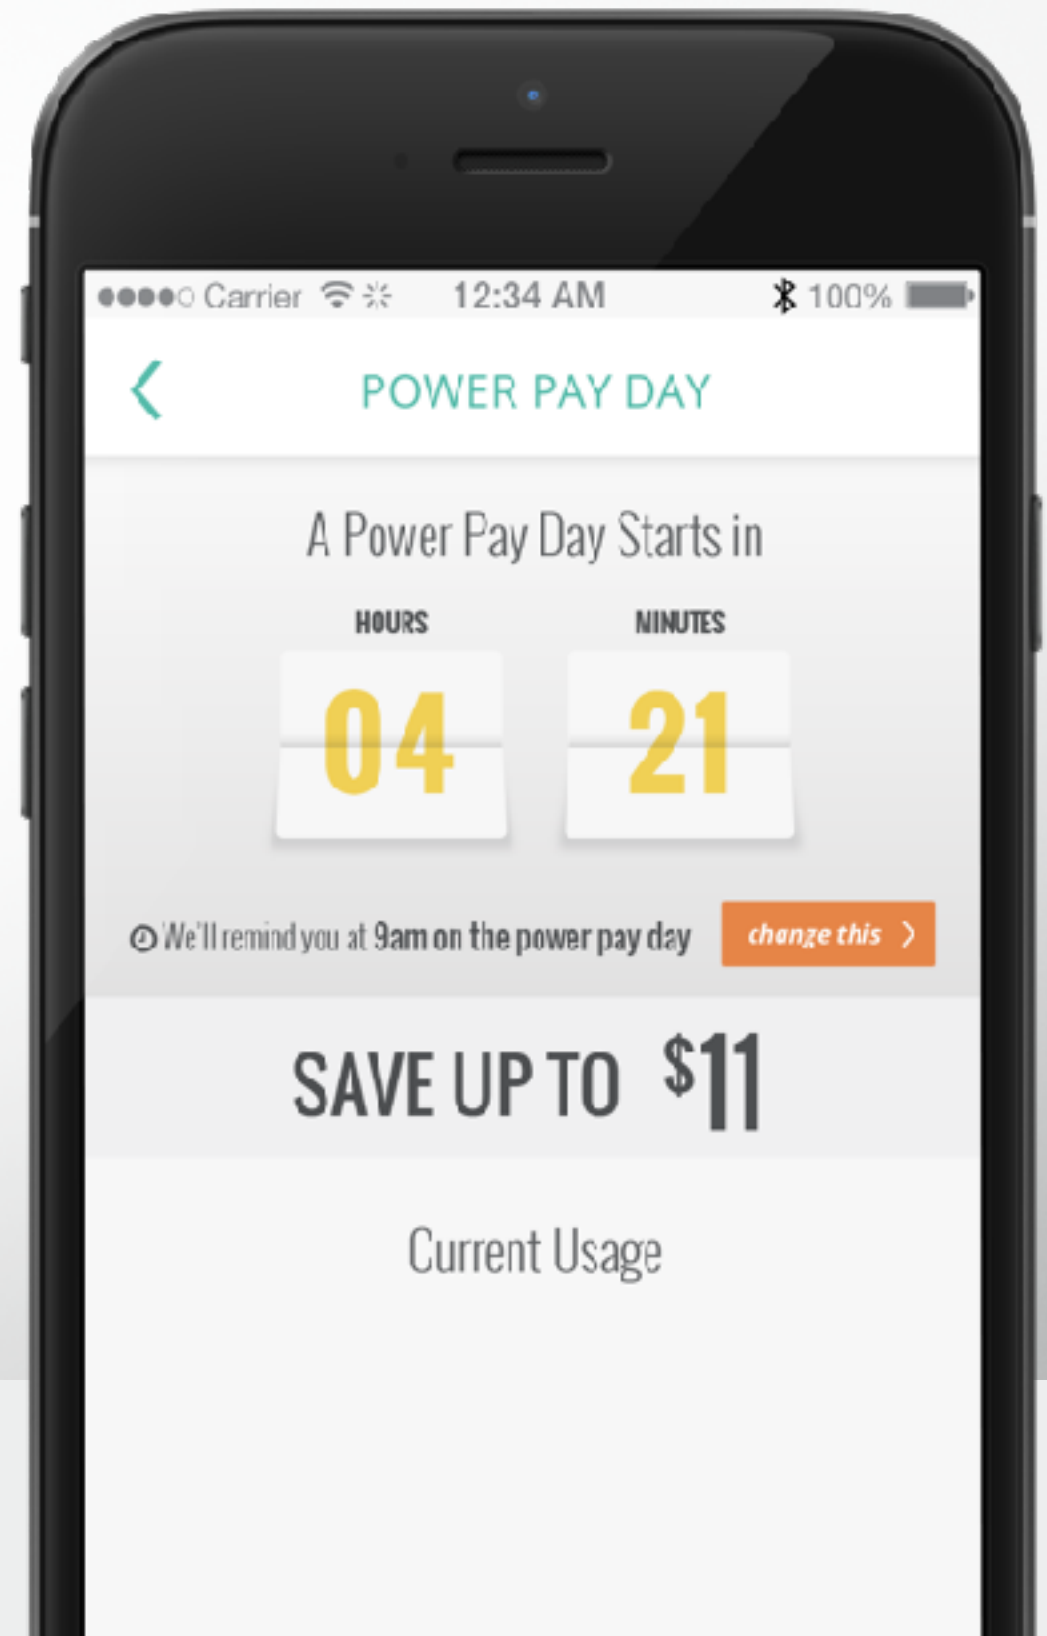 Carrier 12:34 AM 100%
POWER PAY DAY
A Power Pay Day Starts in
HOURS MINUTES
04 21
We'll remind you at 9am on the power pay day change this
SAVE UP TO $11
Current Usage